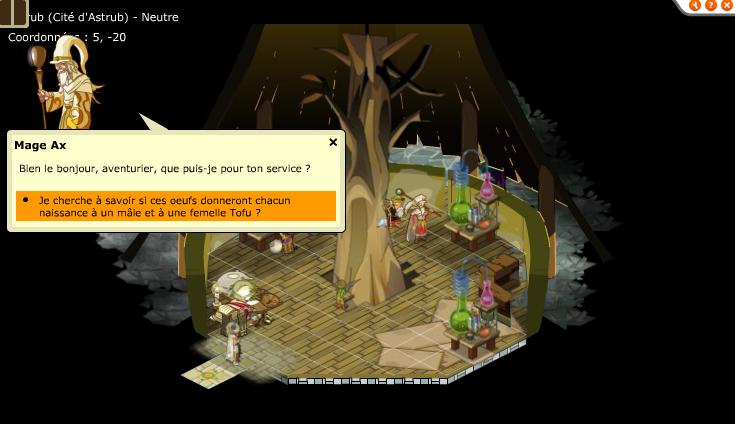 rub (Cité d'Astrub) - Neutre
Coordonn : 5, -20
Mage Ax
Bien le bonjour, aventurier, que puis-je pour ton service ?
Je cherche à savoir si ces oeufs donneront chacun
naissance à un mâle et à une femelle Tofu ?